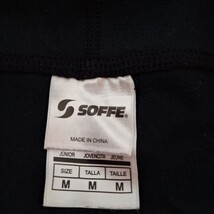 SOFFE®
MADE IN CHINA
JUNIOR JOVENCITA JEUNE
SIZE TALLA TAILLE
M M M